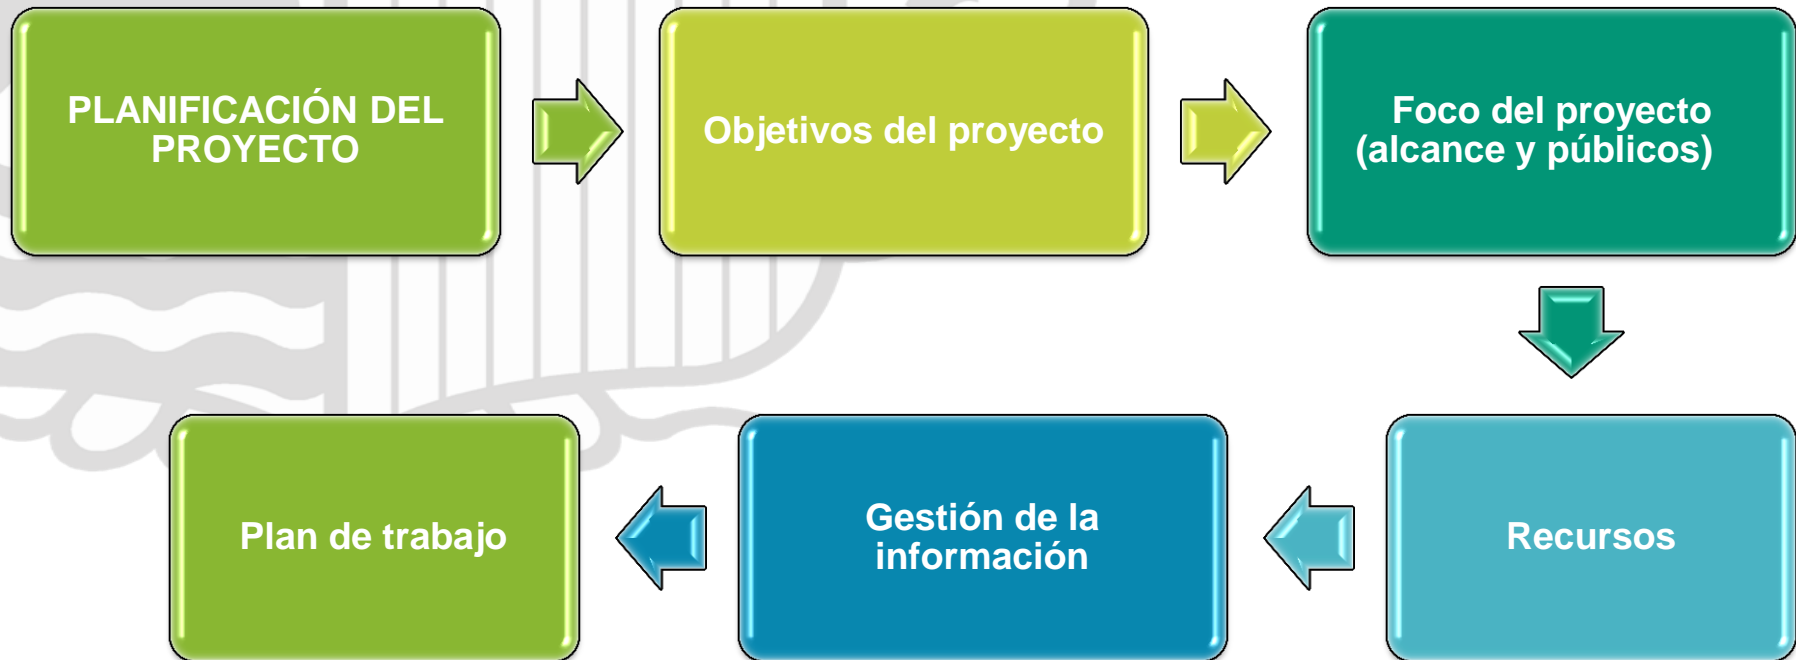 PLANIFICACIÓN DEL
PROYECTO
Objetivos del proyecto
Foco del proyecto
(alcance y públicos)
Recursos
Gestión de la
información
Plan de trabajo